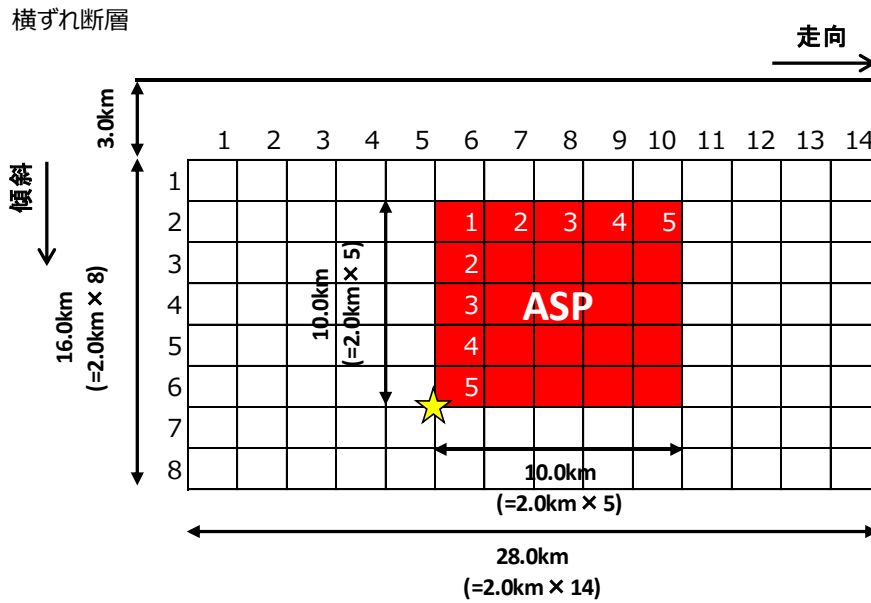 横ずれ断層
走向
3.0km
1 2 3 4 5 6 7 8 9 10 11 12 13 14
傾斜
1
2 1 2 3 4 5
3 2
4 3 ASP
5 4
6 5
7
8
16.0km
(=2.0km × 8)
10.0km
(=2.0km × 5)
10.0km
(=2.0km × 5)
28.0km
(=2.0km × 14)